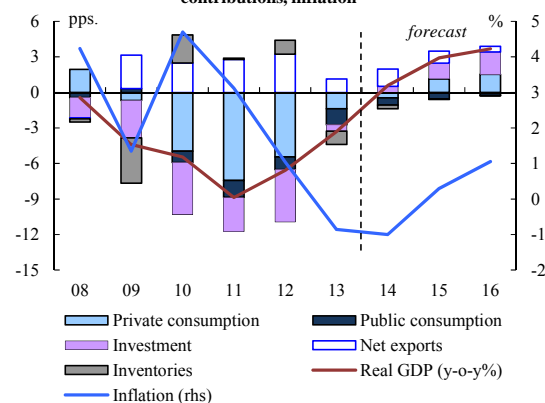 contributions, inflation
pps.
%
forecast
6
3
0
-3
-6
-9
-12
-15
5
4
3
2
1
0
-1
-2
08 09 10 11 12 13 14 15 16
Private consumption Public consumption
Investment Net exports
Inventories Real GDP (y-o-y%)
Inflation (rhs)